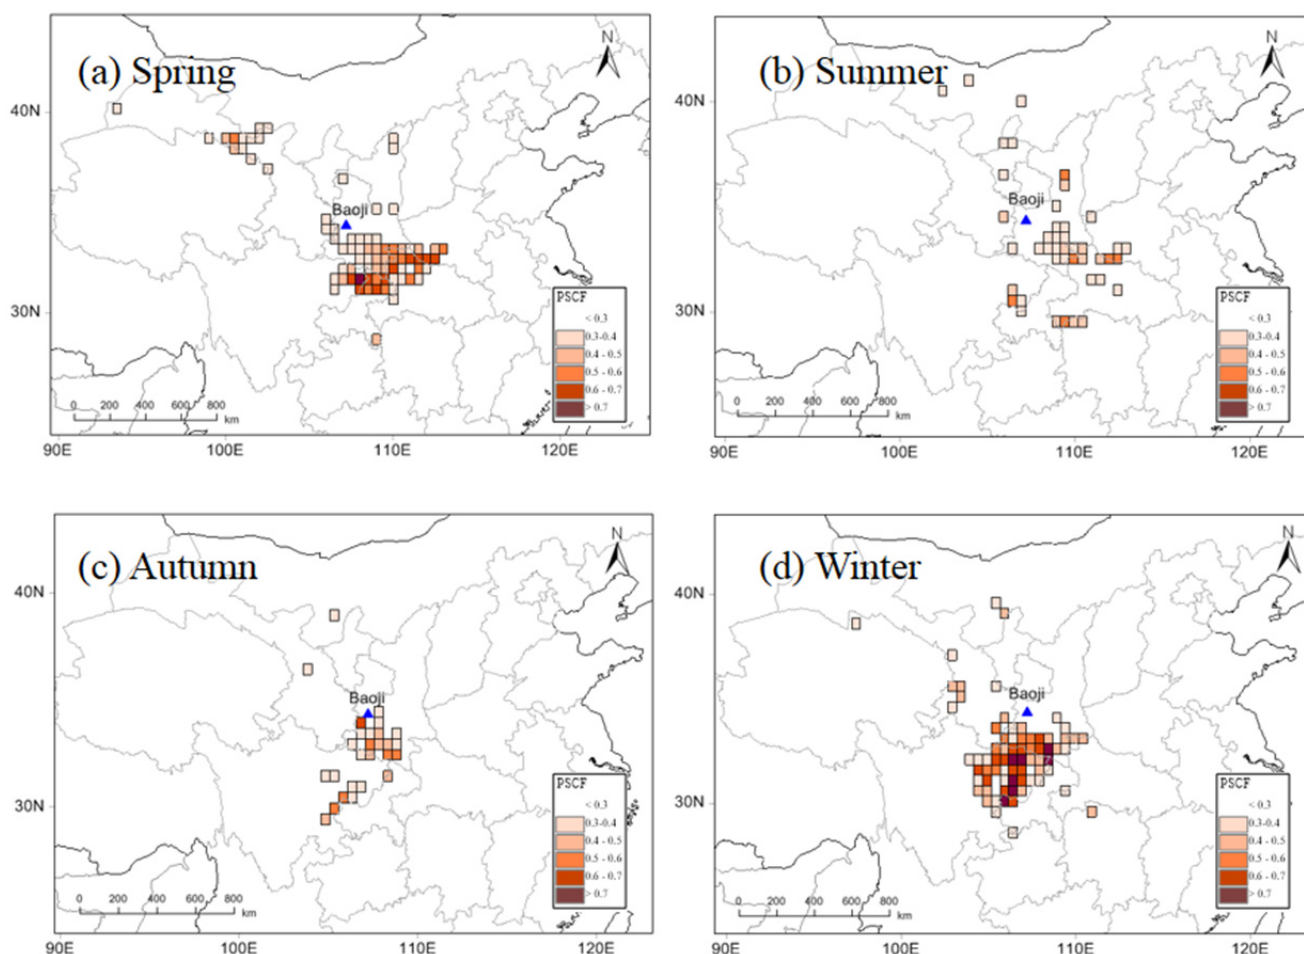 (a) Spring
N
40N
30N
Baoji
PSCF
< 0.3
0.3-0.4
0.4 - 0.5
0.5 - 0.6
0.6 - 0.7
> 0.7
0 200 400 600 800
km
90E 100E 110E 120E
(b) Summer
N
40N
30N
Baoji
PSCF
< 0.3
0.3-0.4
0.4 - 0.5
0.5 - 0.6
0.6 - 0.7
> 0.7
0 200 400 600 800
km
90E 100E 110E 120E
(c) Autumn
N
40N
30N
Baoji
PSCF
< 0.3
0.3-0.4
0.4 - 0.5
0.5 - 0.6
0.6 - 0.7
> 0.7
0 200 400 600 800
km
90E 100E 110E 120E
(d) Winter
N
40N
30N
Baoji
PSCF
< 0.3
0.3-0.4
0.4 - 0.5
0.5 - 0.6
0.6 - 0.7
> 0.7
0 200 400 600 800
km
90E 100E 110E 120E